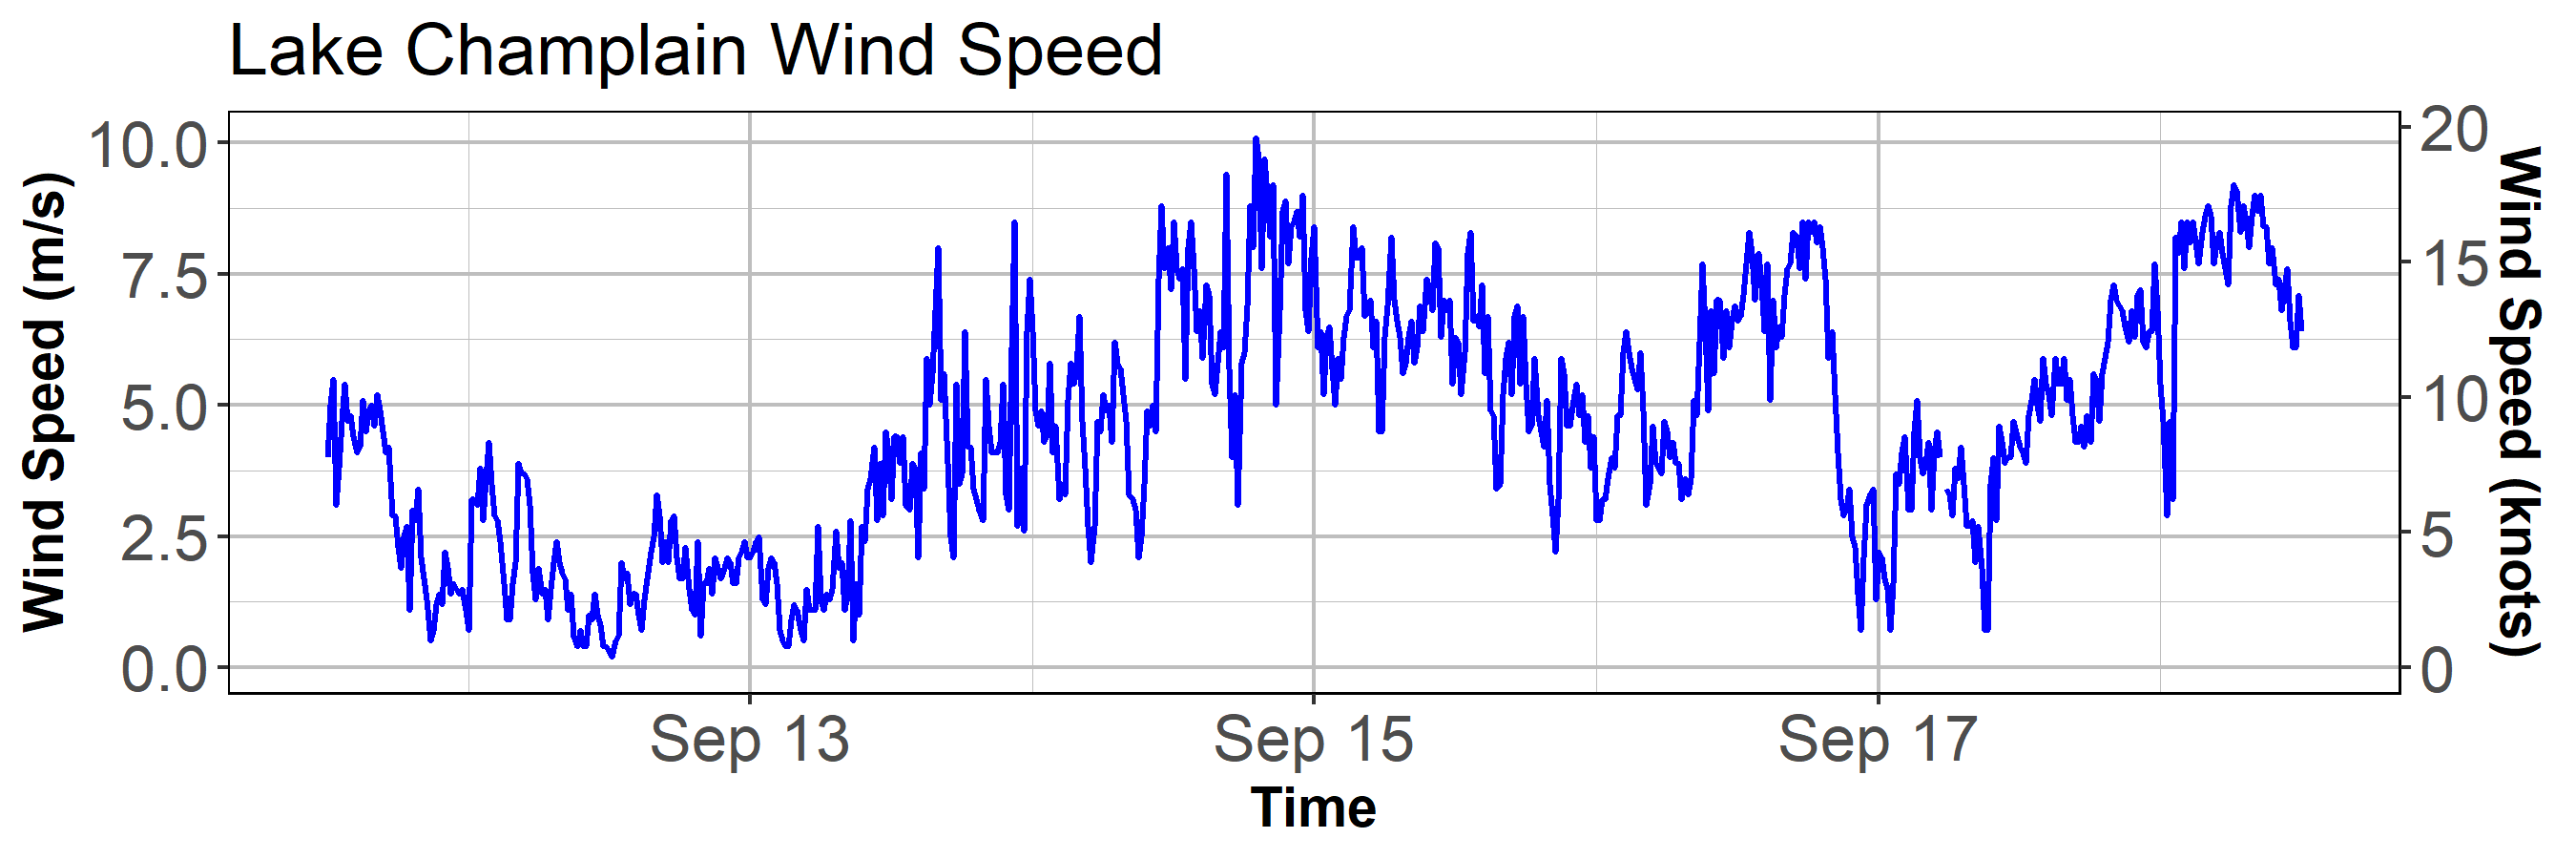 Lake Champlain Wind Speed
10.0
7.5
5.0
2.5
0.0
Wind Speed (m/s)
20
15
10
5
0
Wind Speed (knots)
Sep 13
Sep 15
Sep 17
Time